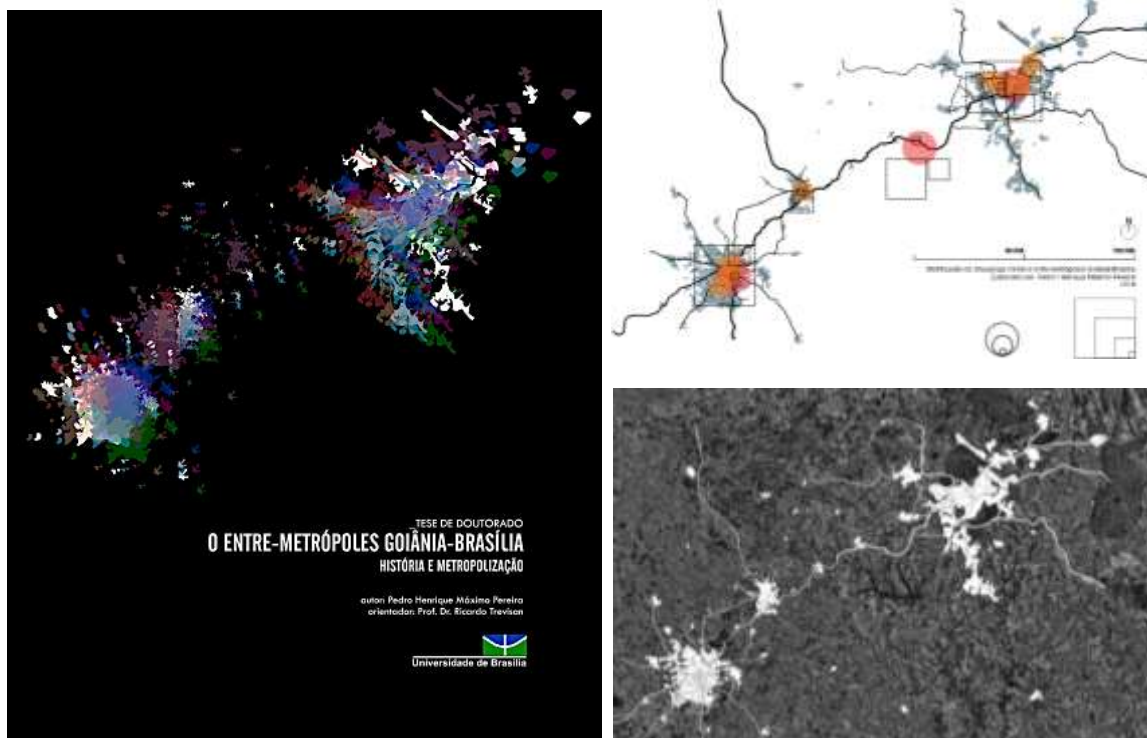 _TESE DE DOUTORADO
O ENTRE-METRÓPOLES GOIÂNIA-BRASÍLIA
HISTÓRIA E METROPOLIZAÇÃO
autor: Pedro Henrique Máximo Pereira
orientador: Prof. Dr. Ricardo Trevisan
Universidade de Brasília
N